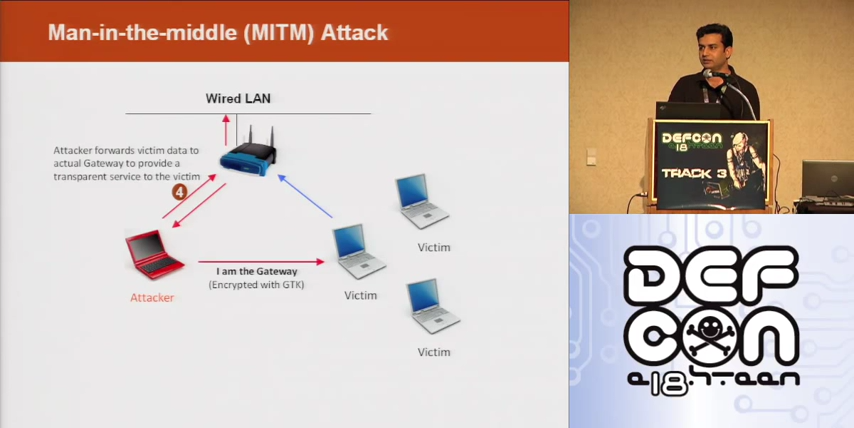 Man-in-the-middle (MITM) Attack
Wired LAN
Attacker forwards victim data to
actual Gateway to provide a
transparent service to the victim
4
I am the Gateway
(Encrypted with GTK)
Attacker
Victim
Victim
Victim
DEFCON
18
TRACK 3
DEF
CON
e18.h.teen